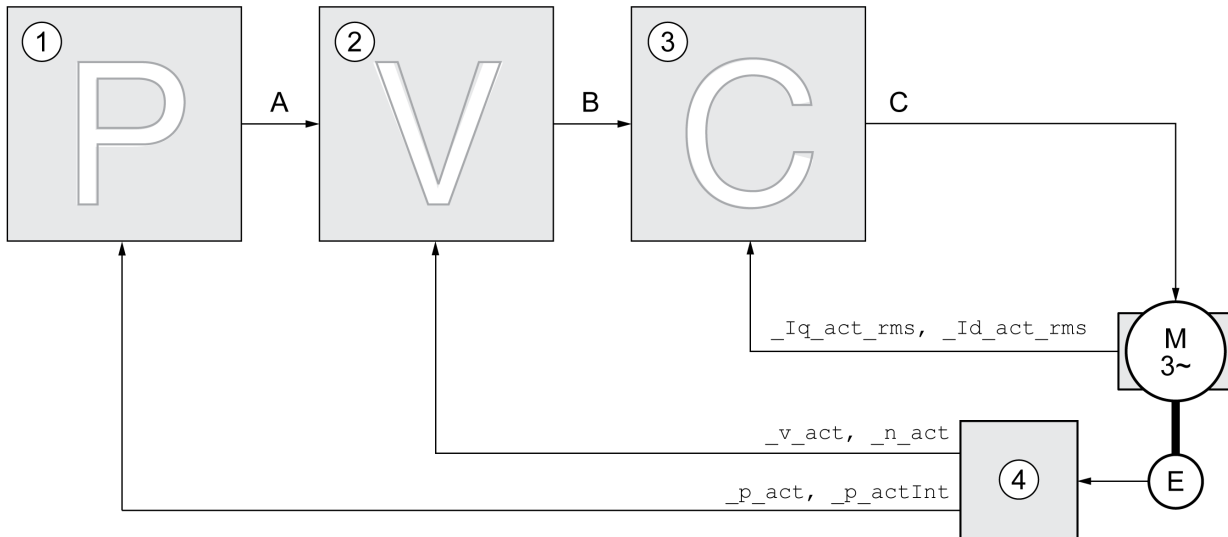 1
P
A
2
V
B
3
C
C
_Iq_act_rms, _Id_act_rms
M
3~
_v_act, _n_act
_p_act, _p_actInt
4
E